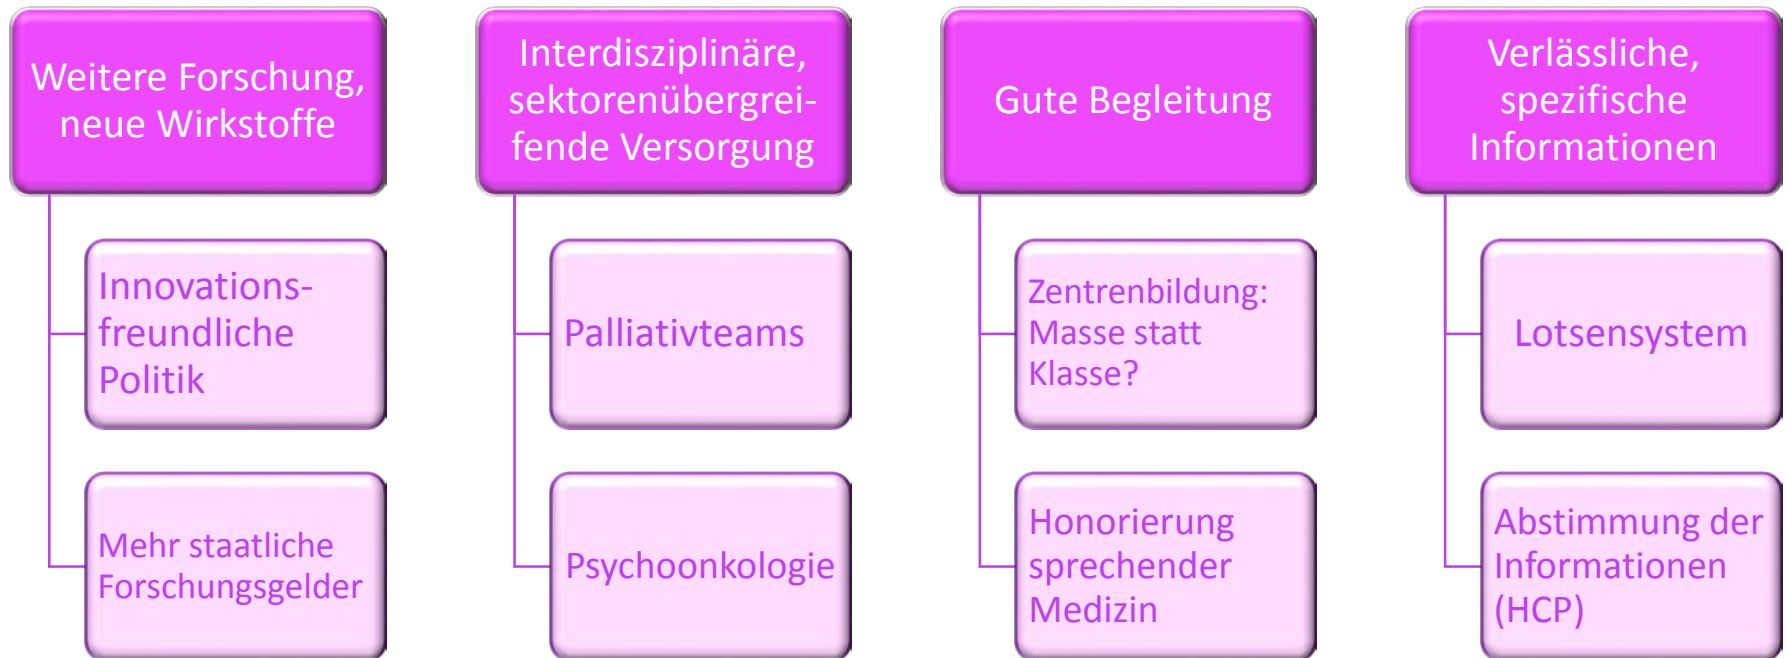 Weitere Forschung,
neue Wirkstoffe
Innovations-
freundliche
Politik
Mehr staatliche
Forschungsgelder
Interdisziplinäre,
sektorenübergrei-
fende Versorgung
Palliativteams
Psychoonkologie
Gute Begleitung
Zentrenbildung:
Masse statt
Klasse?
Honorierung
sprechender
Medizin
Verlässliche,
spezifische
Informationen
Lotsensystem
Abstimmung der
Informationen
(HCP)